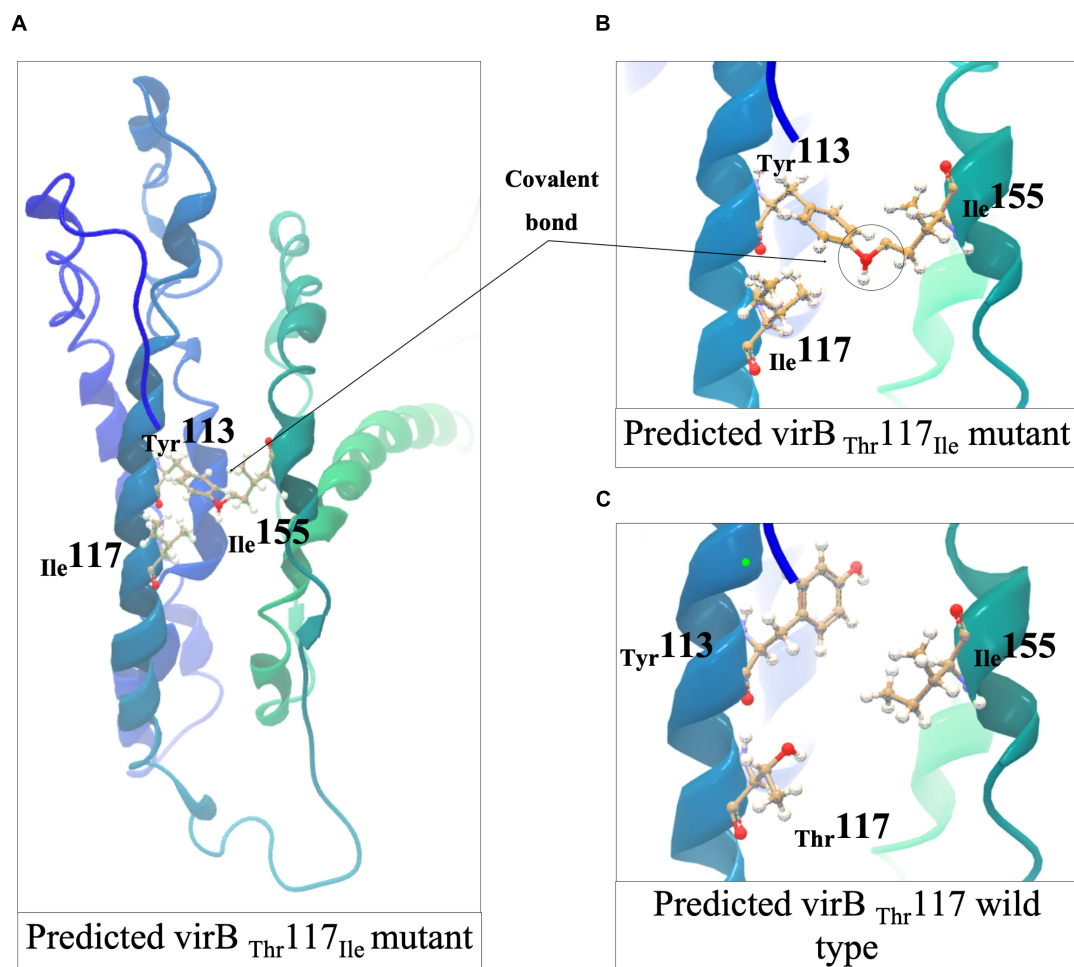 A
B
Tyr113
Ile155
Ile117
Covalent
bond
Predicted virB Thr117Ile mutant
C
Tyr113
Ile117
Ile155
Tyr113
Ile155
Thr117
Predicted virB Thr117Ile mutant
Predicted virB Thr117 wild
type